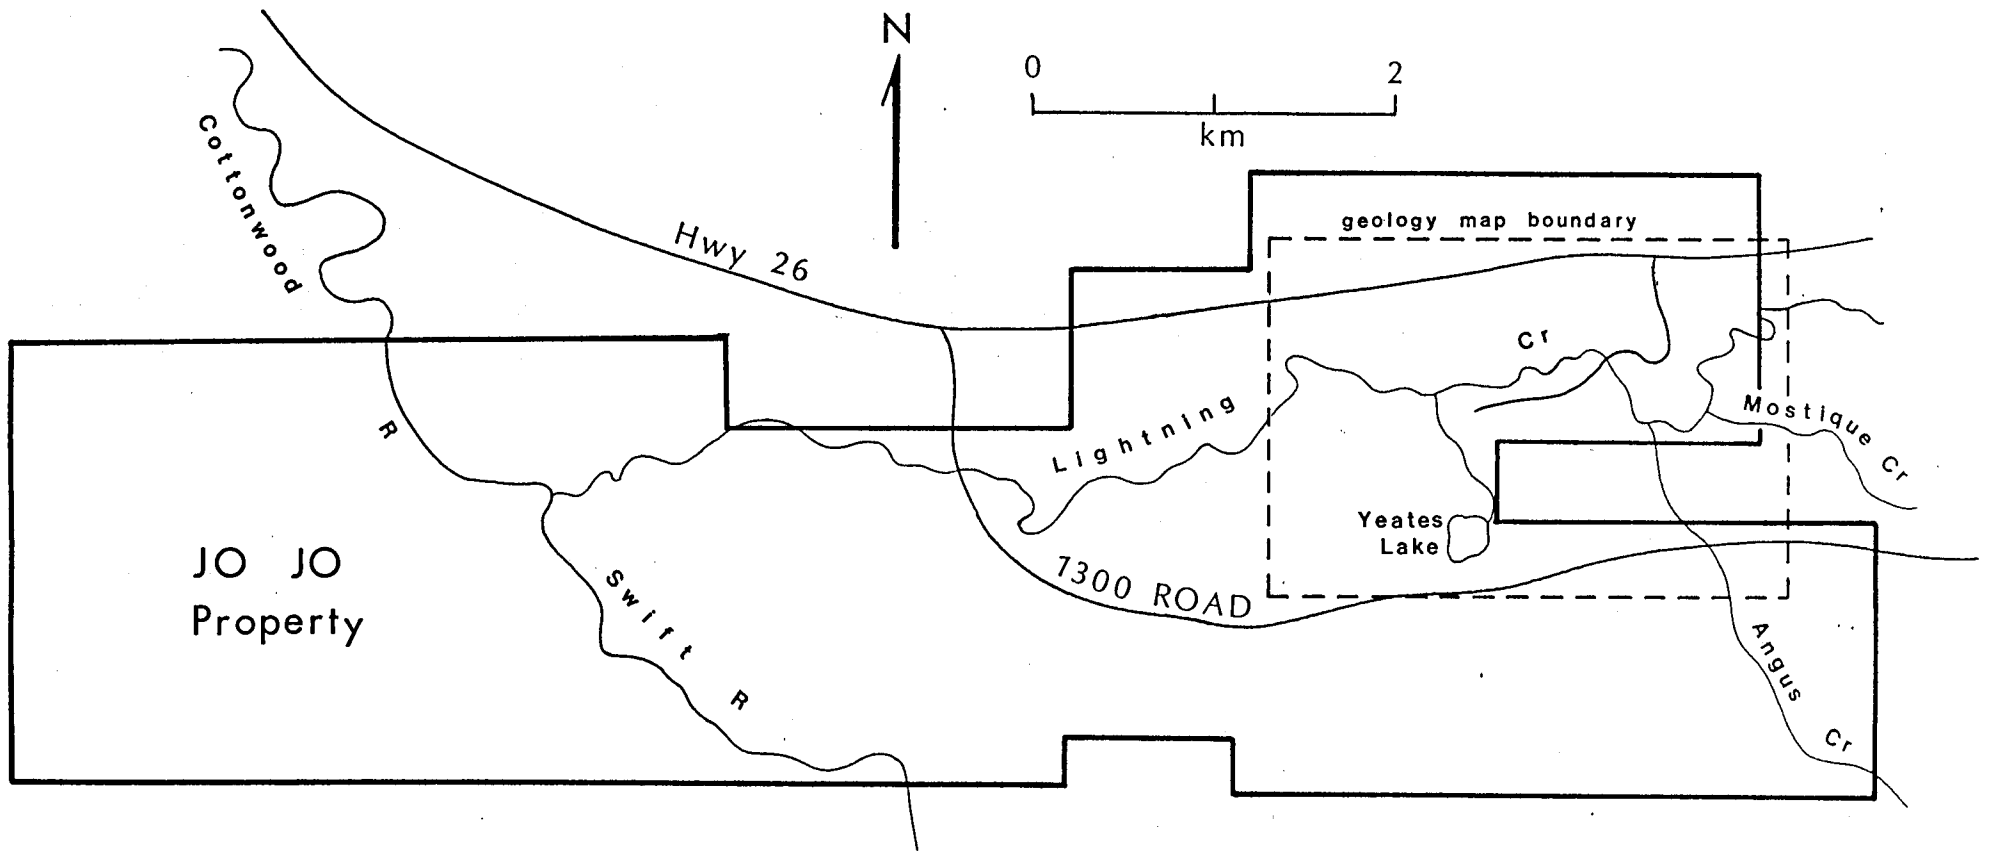 N
0 2
km
Cottonwood
R
Hwy 26
geology map boundary
Lightning
Cr
Mostique Cr
Yeates
Lake
JO JO
Property
Swift
R
1300 ROAD
Angus
Cr